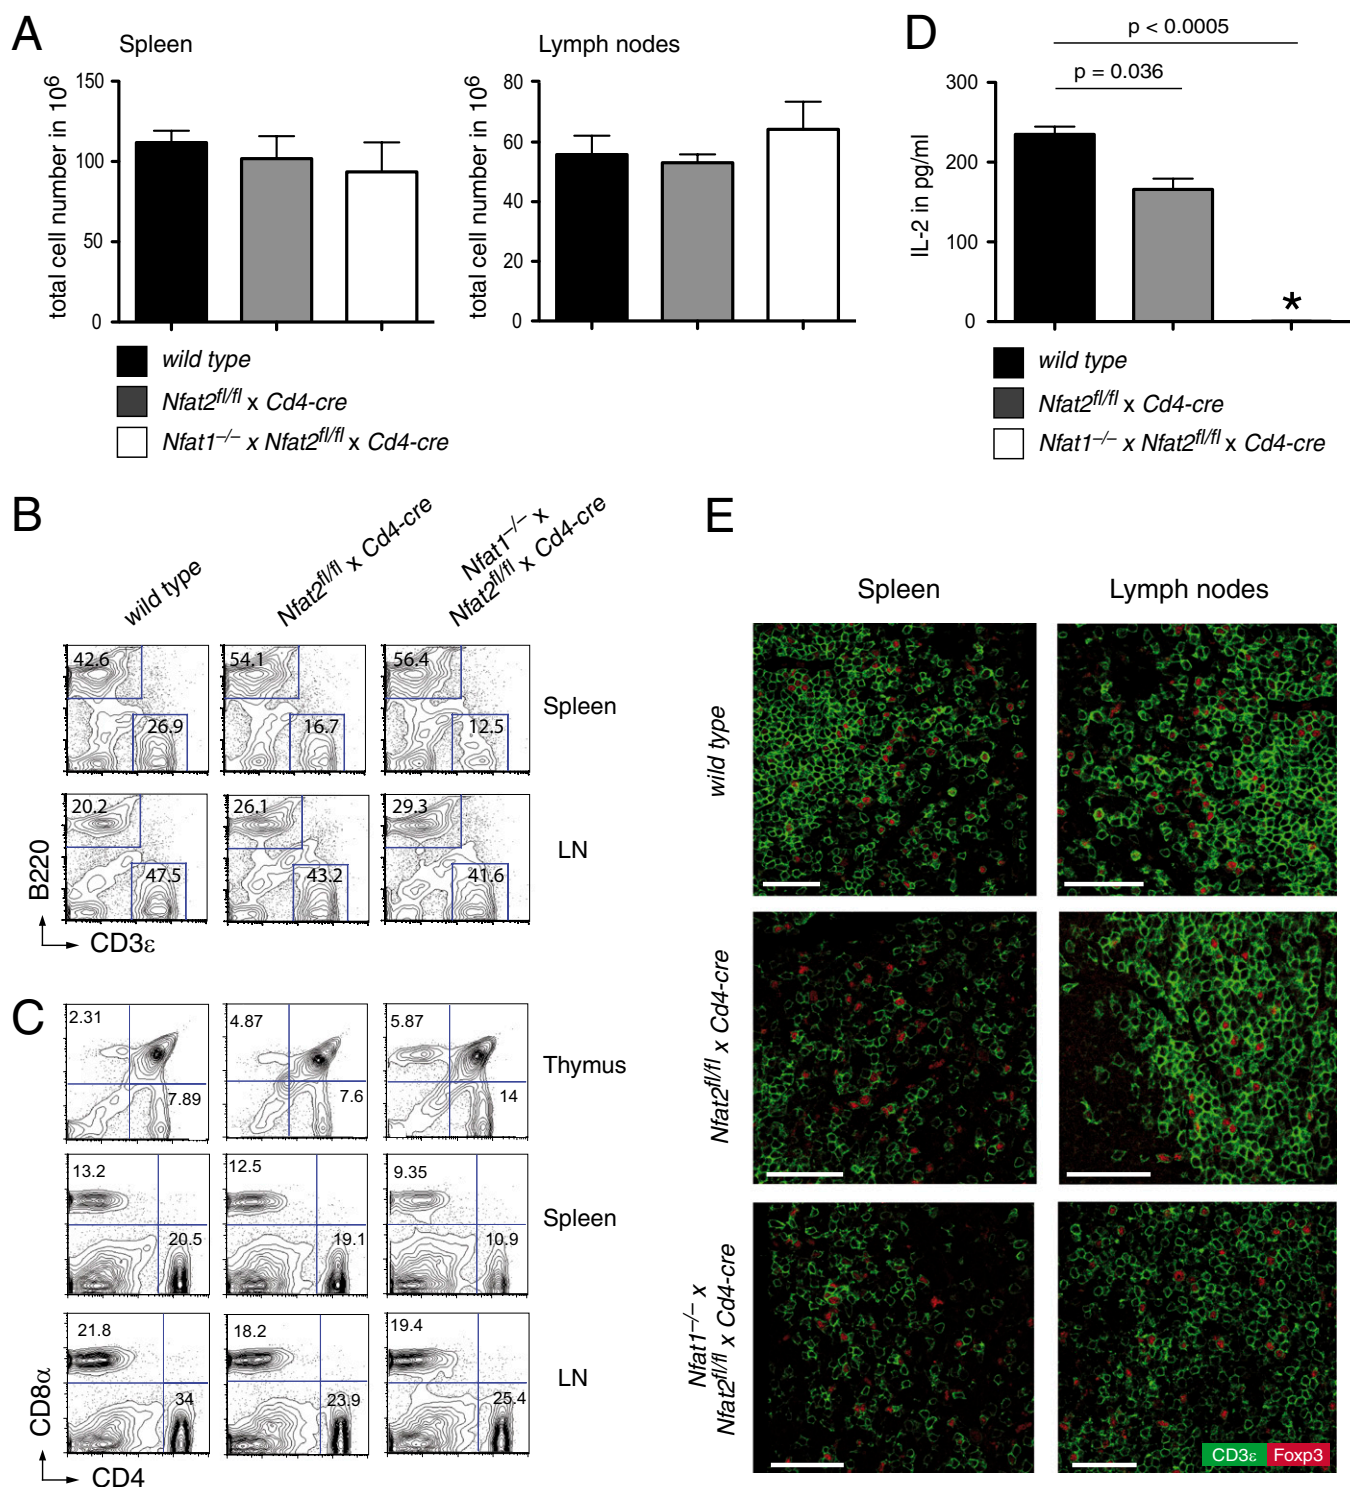 A
Spleen
total cell number in 10⁶
150
100
50
0
Lymph nodes
total cell number in 10⁶
80
60
40
20
0
wild type
Nfat2fl/fl x Cd4-cre
Nfat1–/– x Nfat2fl/fl x Cd4-cre
D
p < 0.0005
p = 0.036
IL-2 in pg/ml
300
200
100
0
*
wild type
Nfat2fl/fl x Cd4-cre
Nfat1–/– x Nfat2fl/fl x Cd4-cre
B
wild type
Nfat2fl/fl x Cd4-cre
Nfat1–/– x
Nfat2fl/fl x Cd4-cre
42.6
26.9
54.1
16.7
56.4
12.5
Spleen
20.2
47.5
26.1
43.2
29.3
41.6
LN
B220
CD3ε
C
2.31
7.89
4.87
7.6
5.87
14
Thymus
13.2
20.5
12.5
19.1
9.35
10.9
Spleen
21.8
34
18.2
23.9
19.4
25.4
LN
CD8α
CD4
E
Spleen
Lymph nodes
wild type
Nfat2fl/fl x Cd4-cre
Nfat1–/– x
Nfat2fl/fl x Cd4-cre
CD3ε
Foxp3